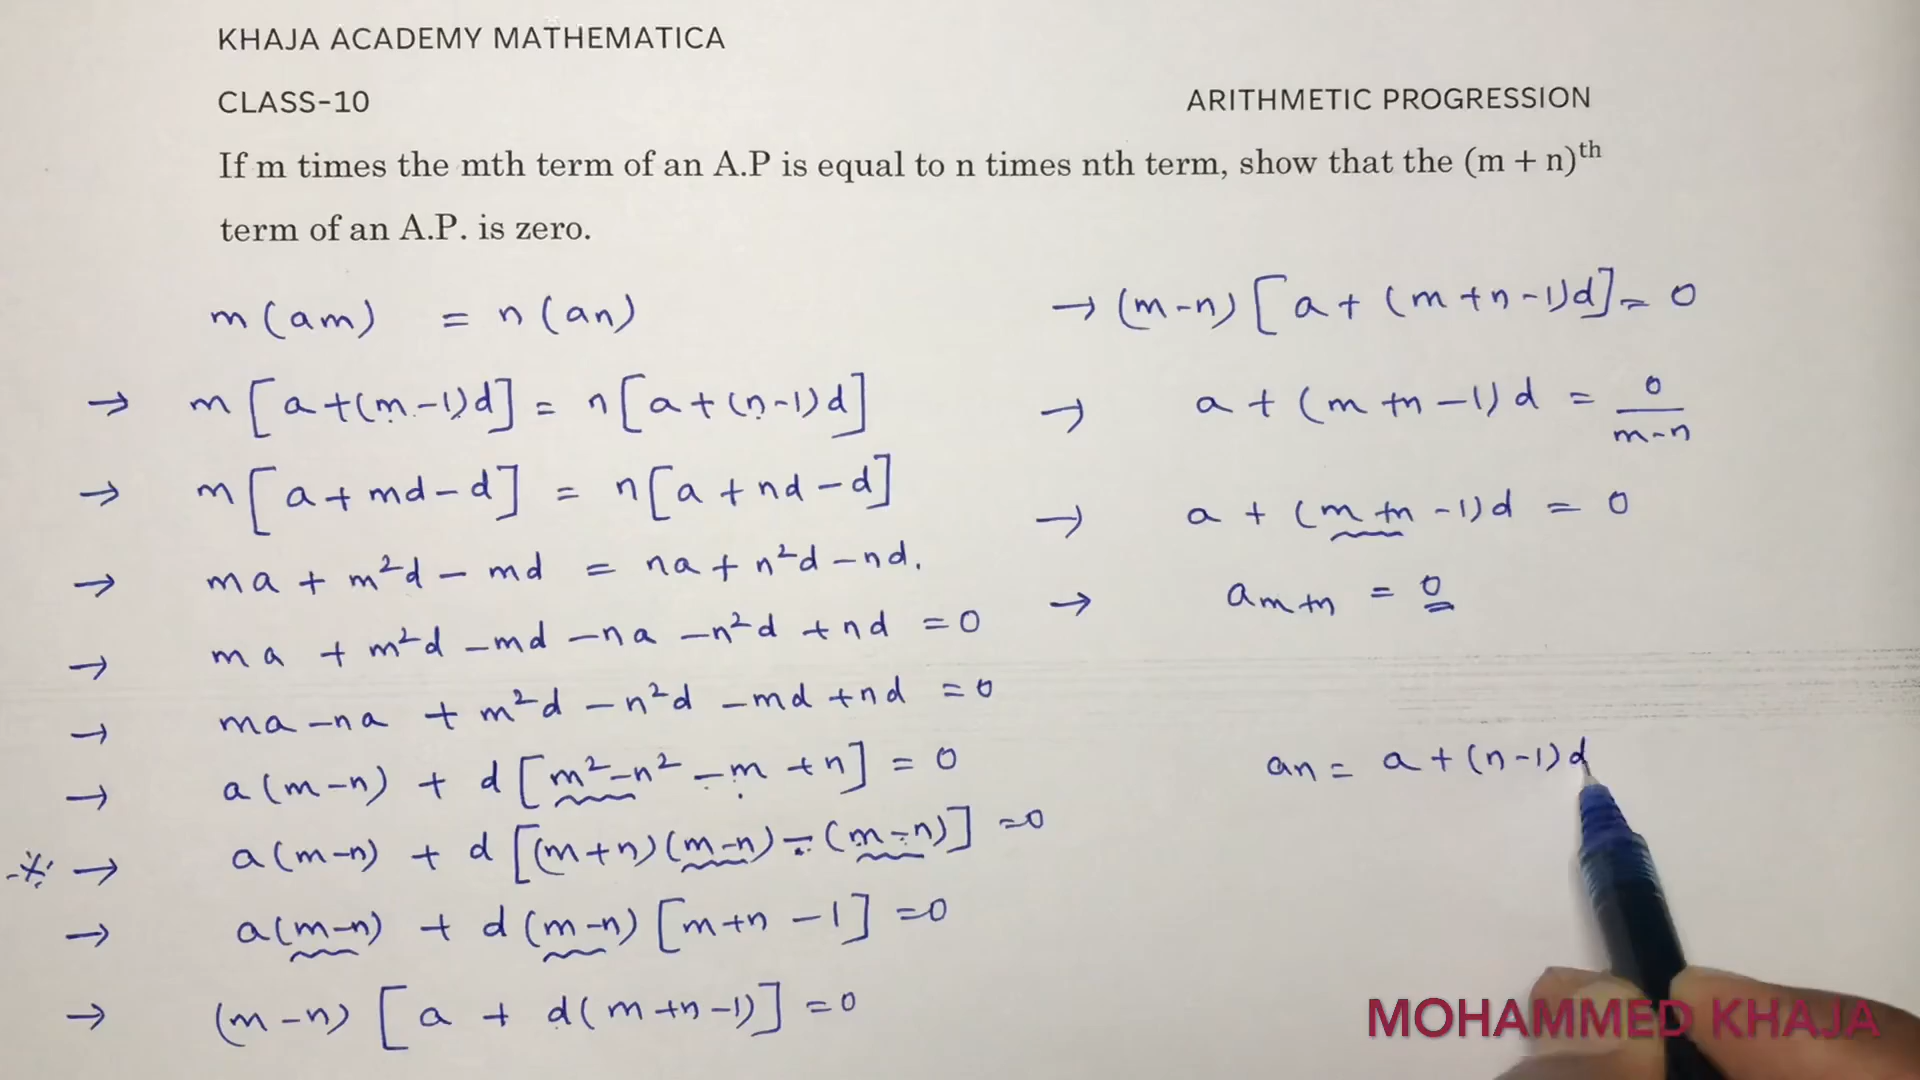 KHAJA ACADEMY MATHEMATICA
CLASS-10
ARITHMETIC PROGRESSION
If m times the mth term of an A.P is equal to n times nth term, show that the (m + n)ᵗʰ
term of an A.P. is zero.
m(am) = n(an)
→ m[a+(m-1)d] = n[a+(n-1)d]
→ m[a+md-d] = n[a+nd-d]
→ ma + m²d - md = na + n²d - nd.
→ ma + m²d - md - na - n²d + nd = 0
→ ma - na + m²d - n²d - md + nd = 0
→ a(m-n) + d[m²-n² - m + n] = 0
-*: → a(m-n) + d[(m+n)(m-n) - (m-n)] = 0
→ a(m-n) + d(m-n)[m+n-1] = 0
→ (m-n)[a + d(m+n-1)] = 0
→ (m-n)[a + (m+n-1)d] = 0
→ a + (m+n-1)d = 0/(m-n)
→ a + (m+n-1)d = 0
→ am+n = 0
an = a+(n-1)d
MOHAMMED KHAJA